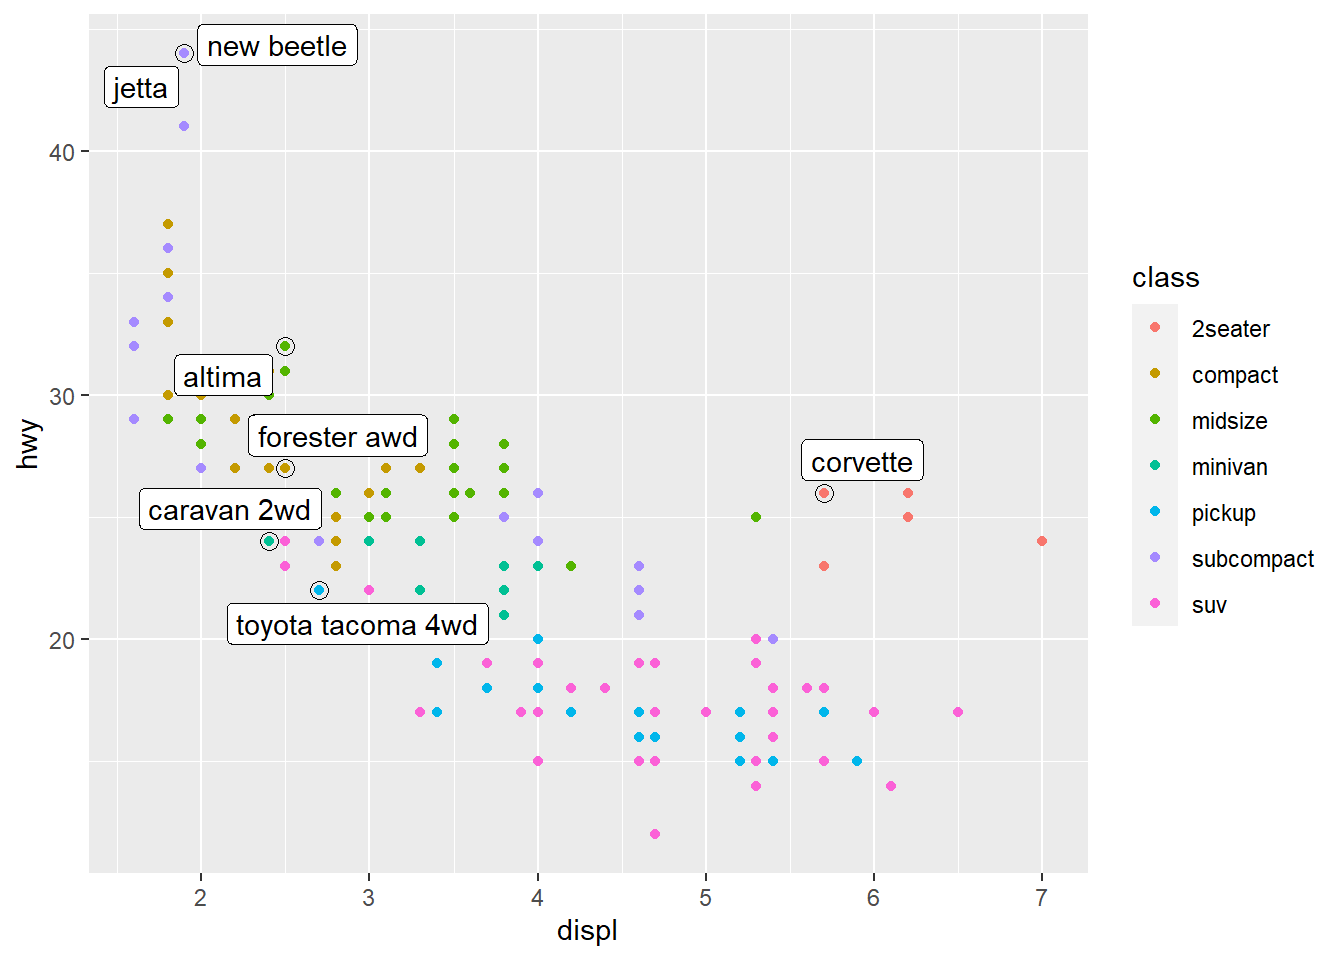 new beetle
jetta
40
altima
30
forester awd
corvette
caravan 2wd
toyota tacoma 4wd
20
hwy
2
3
4
5
6
7
displ
class
2seater
compact
midsize
minivan
pickup
subcompact
suv